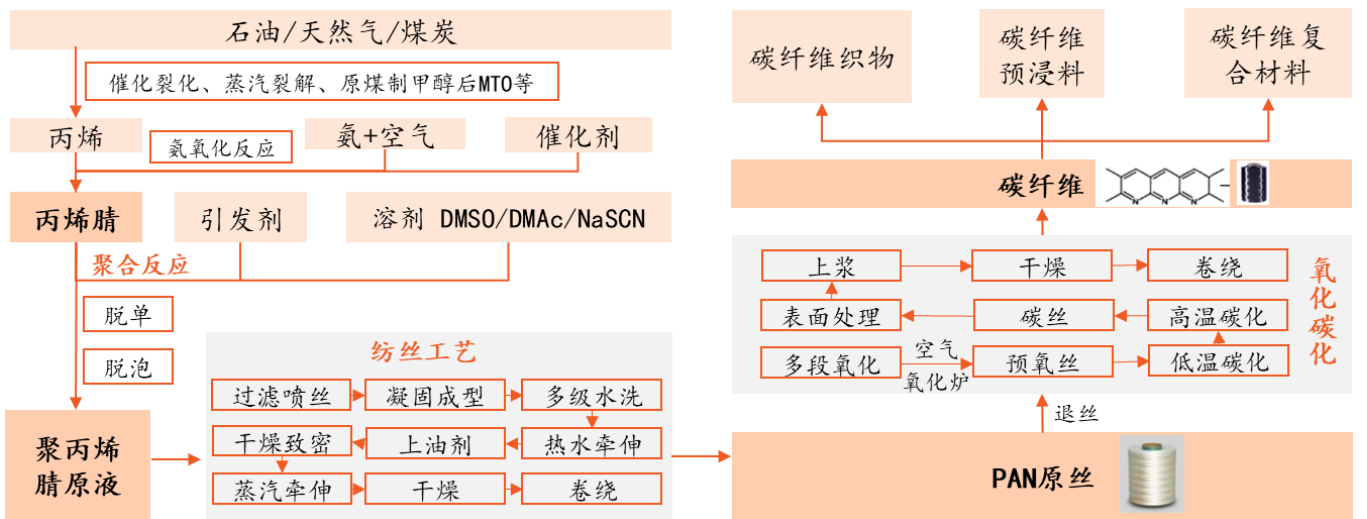 石油/天然气/煤炭
催化裂化、蒸汽裂解、原煤制甲醇后MTO等
丙烯
氨氧化反应
氨+空气
催化剂
丙烯腈
引发剂
溶剂 DMSO/DMAc/NaSCN
聚合反应
脱单
脱泡
聚丙烯
腈原液
纺丝工艺
过滤喷丝
凝固成型
多级水洗
干燥致密
上油剂
热水牵伸
蒸汽牵伸
干燥
卷绕
碳纤维织物
碳纤维
预浸料
碳纤维复
合材料
碳纤维
N
N
N
上浆
干燥
卷绕
表面处理
碳丝
高温碳化
多段氧化
空气
氧化炉
预氧丝
低温碳化
氧化碳化
退丝
PAN原丝